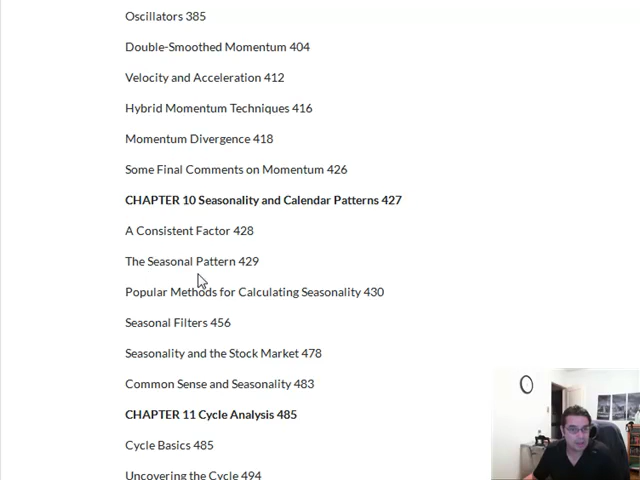 Oscillators 385
Double-Smoothed Momentum 404
Velocity and Acceleration 412
Hybrid Momentum Techniques 416
Momentum Divergence 418
Some Final Comments on Momentum 426
CHAPTER 10 Seasonality and Calendar Patterns 427
A Consistent Factor 428
The Seasonal Pattern 429
Popular Methods for Calculating Seasonality 430
Seasonal Filters 456
Seasonality and the Stock Market 478
Common Sense and Seasonality 483
CHAPTER 11 Cycle Analysis 485
Cycle Basics 485
Uncovering the Cycle 494